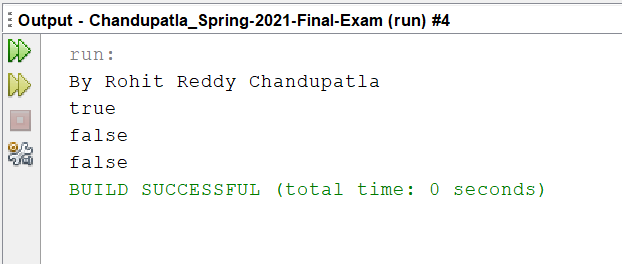 Output - Chandupatla_Spring-2021-Final-Exam (run) #4
run:
By Rohit Reddy Chandupatla
true
false
false
BUILD SUCCESSFUL (total time: 0 seconds)